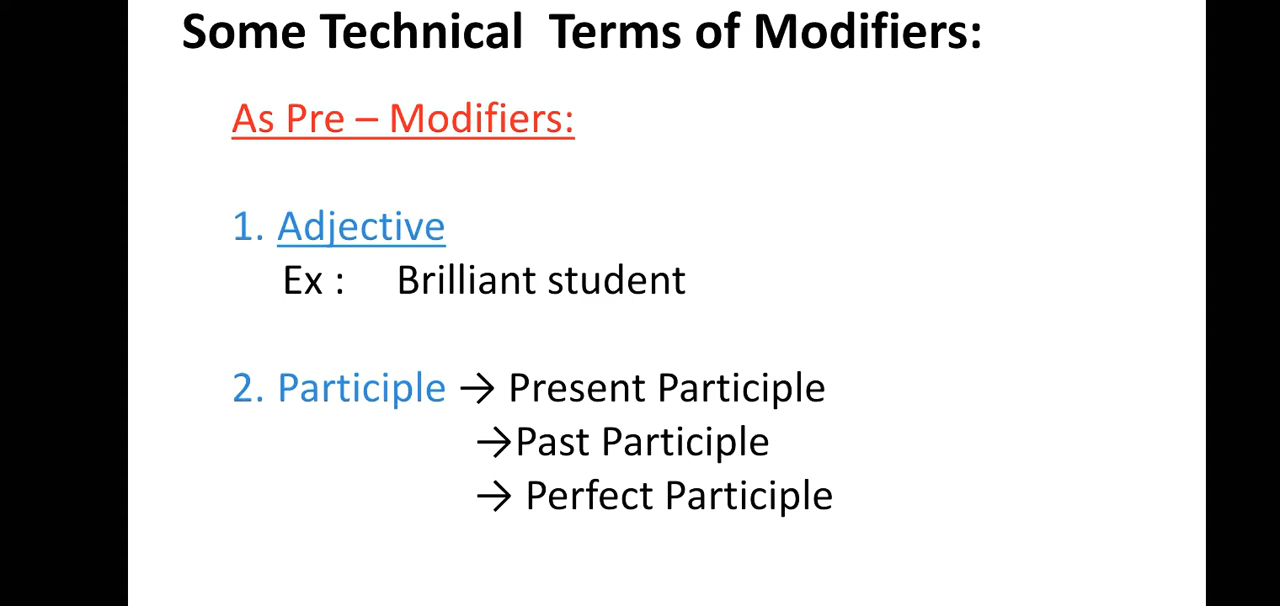 Some Technical Terms of Modifiers:
As Pre – Modifiers:
1. Adjective
Ex : Brilliant student
2. Participle → Present Participle
→Past Participle
→ Perfect Participle